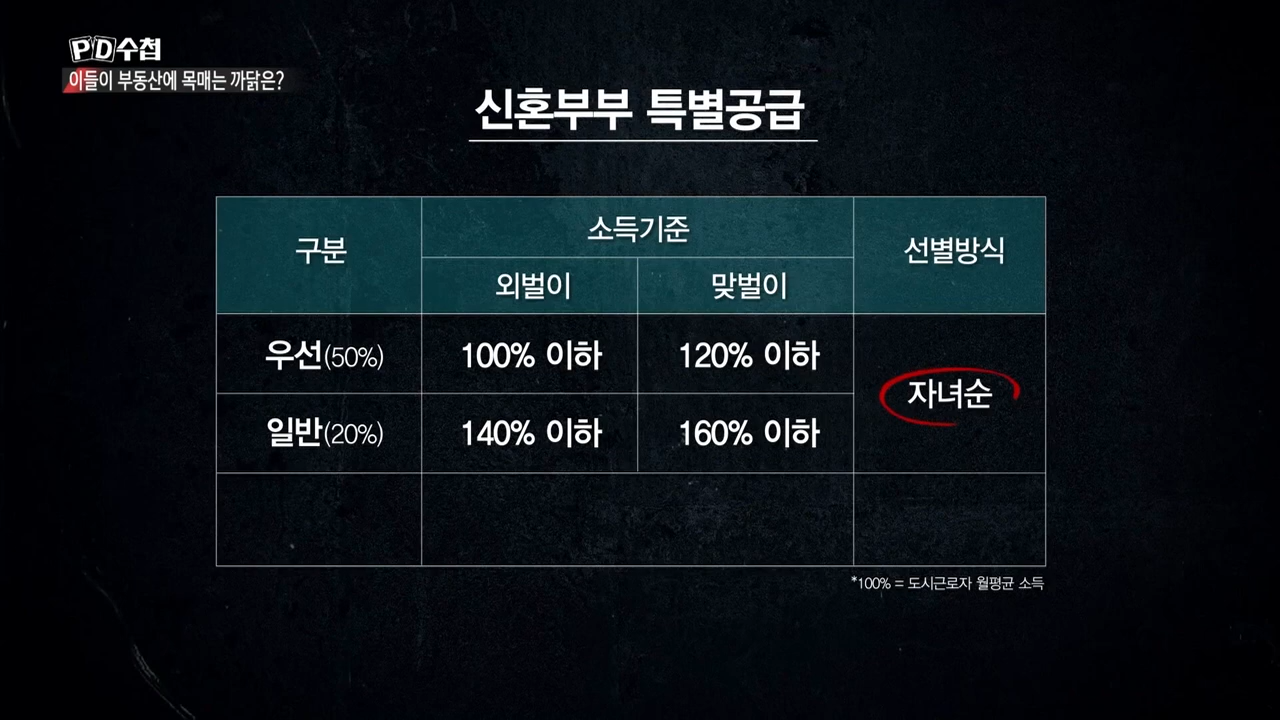 PD수첩
이들이 부동산에 목매는 까닭은?
신혼부부 특별공급
구분
소득기준
선별방식
외벌이
맞벌이
우선(50%)
100% 이하
120% 이하
자녀순
일반(20%)
140% 이하
160% 이하
*100% = 도시근로자 월평균 소득